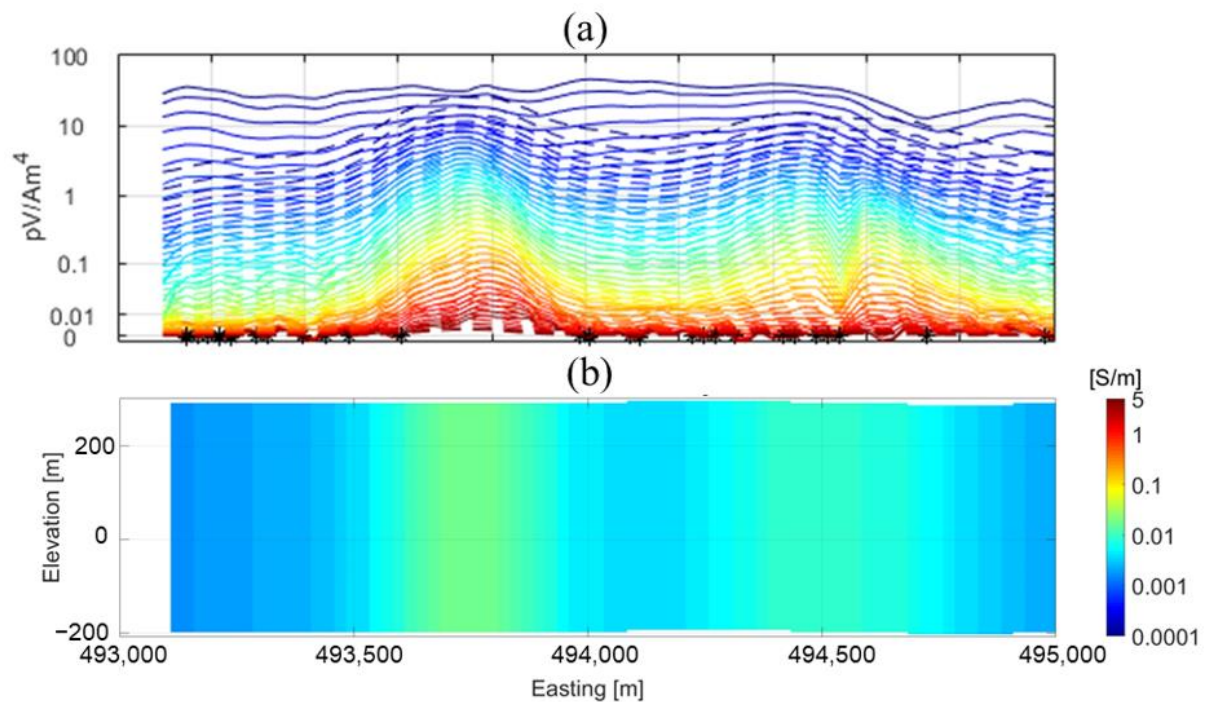 (a)
100
10
1
0.1
0.01
0
pV/Am⁴
(b)
[S/m]
5
1
0.1
0.01
0.001
0.0001
200
0
−200
Elevation [m]
493,000 493,500 494,000 494,500 495,000
Easting [m]